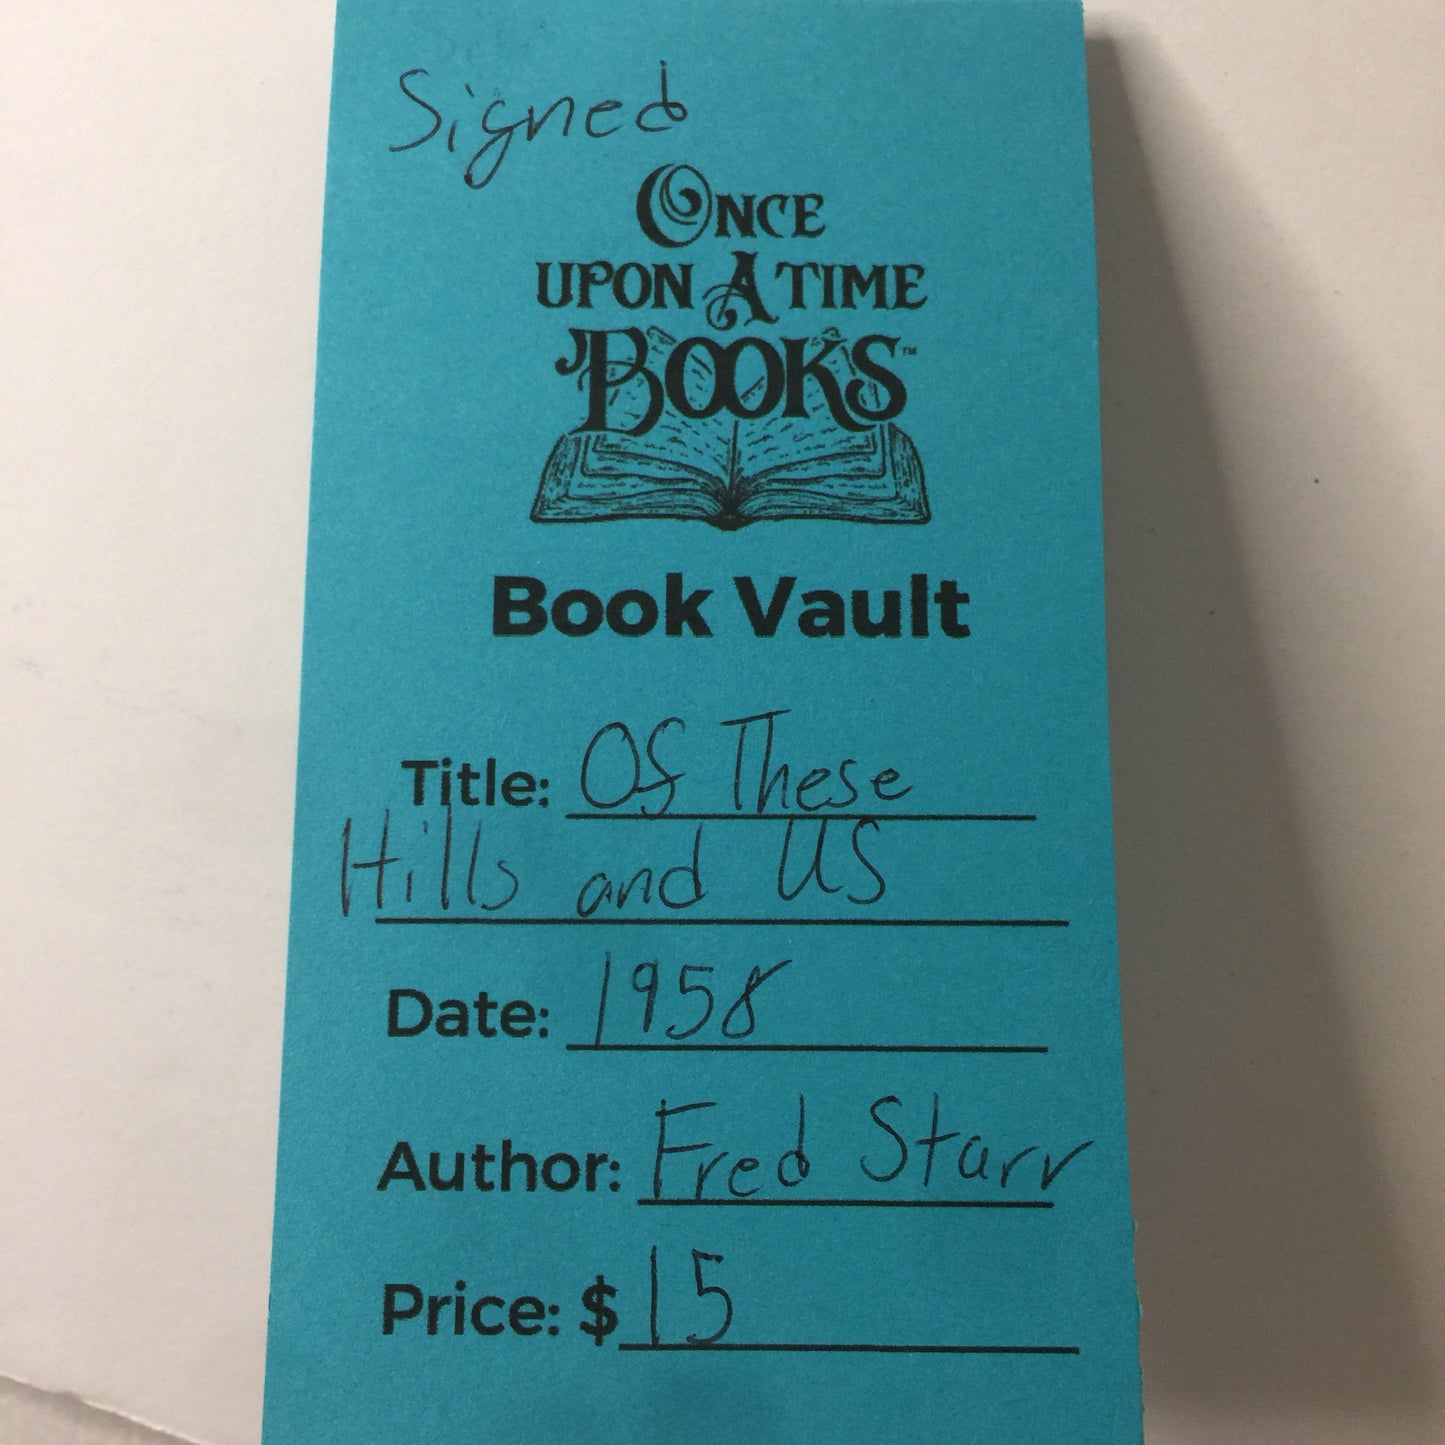 Signed
ONCE
UPON A TIME
BOOKS™
Book Vault
Title: Of These
Hills and US
Date: 1958
Author: Fred Starr
Price: $15